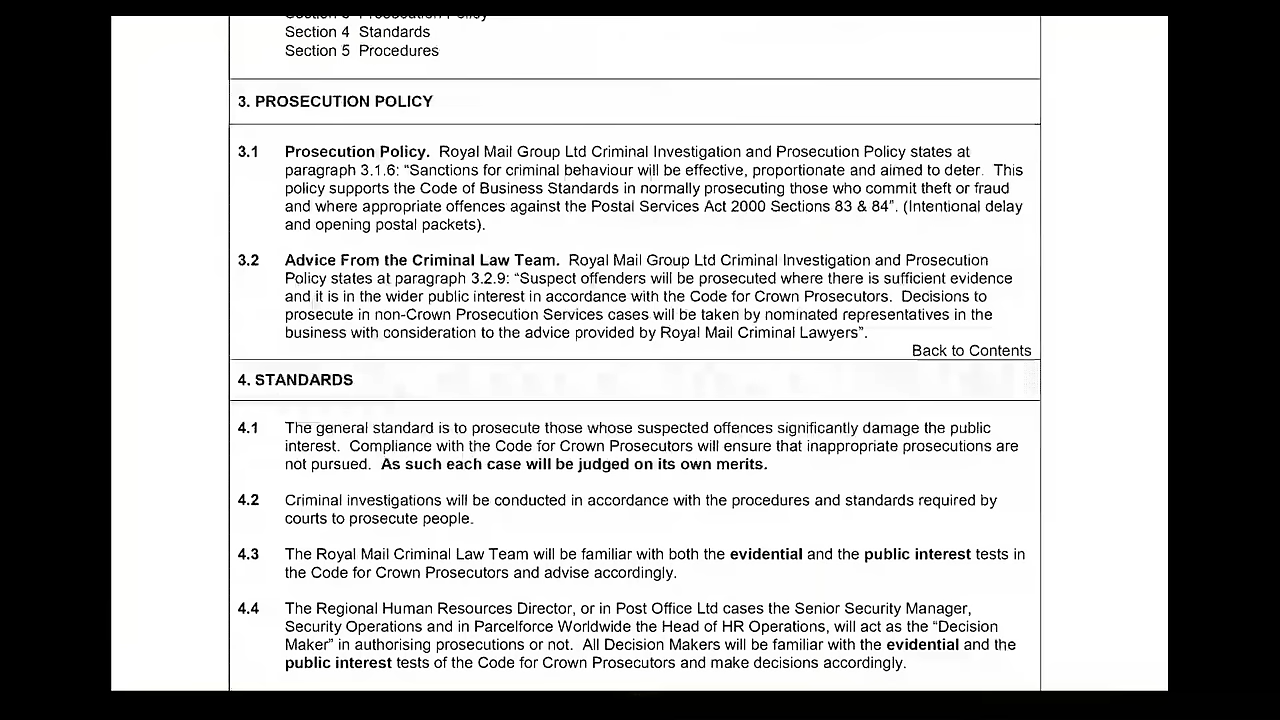 Section 3 Prosecution Policy
Section 4 Standards
Section 5 Procedures
3. PROSECUTION POLICY
3.1 Prosecution Policy. Royal Mail Group Ltd Criminal Investigation and Prosecution Policy states at
paragraph 3.1.6: “Sanctions for criminal behaviour will be effective, proportionate and aimed to deter. This
policy supports the Code of Business Standards in normally prosecuting those who commit theft or fraud
and where appropriate offences against the Postal Services Act 2000 Sections 83 & 84”. (Intentional delay
and opening postal packets).
3.2 Advice From the Criminal Law Team. Royal Mail Group Ltd Criminal Investigation and Prosecution
Policy states at paragraph 3.2.9: “Suspect offenders will be prosecuted where there is sufficient evidence
and it is in the wider public interest in accordance with the Code for Crown Prosecutors. Decisions to
prosecute in non-Crown Prosecution Services cases will be taken by nominated representatives in the
business with consideration to the advice provided by Royal Mail Criminal Lawyers”.
Back to Contents
4. STANDARDS
4.1 The general standard is to prosecute those whose suspected offences significantly damage the public
interest. Compliance with the Code for Crown Prosecutors will ensure that inappropriate prosecutions are
not pursued. As such each case will be judged on its own merits.
4.2 Criminal investigations will be conducted in accordance with the procedures and standards required by
courts to prosecute people.
4.3 The Royal Mail Criminal Law Team will be familiar with both the evidential and the public interest tests in
the Code for Crown Prosecutors and advise accordingly.
4.4 The Regional Human Resources Director, or in Post Office Ltd cases the Senior Security Manager,
Security Operations and in Parcelforce Worldwide the Head of HR Operations, will act as the “Decision
Maker” in authorising prosecutions or not. All Decision Makers will be familiar with the evidential and the
public interest tests of the Code for Crown Prosecutors and make decisions accordingly.